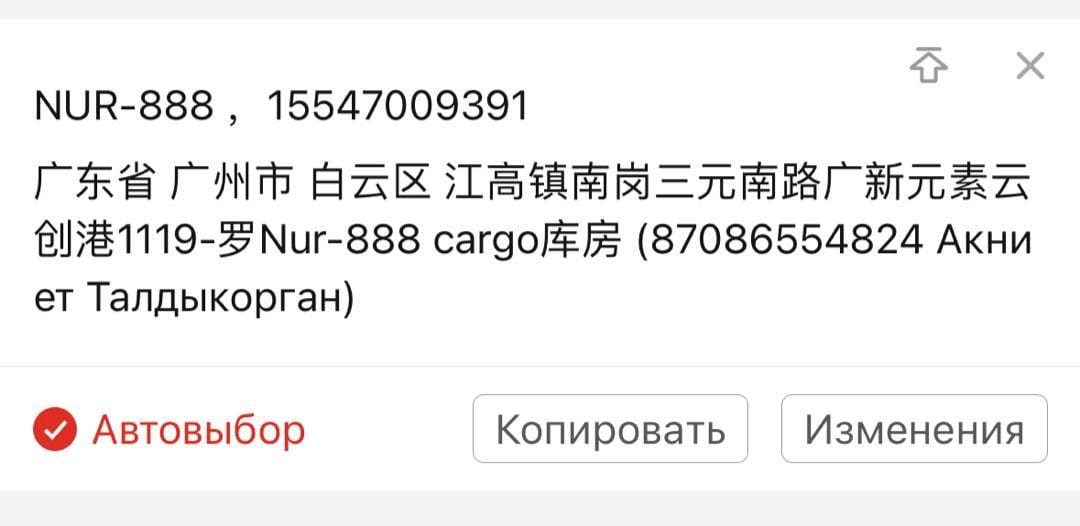 NUR-888 ，15547009391
广东省 广州市 白云区 江高镇南岗三元南路广新元素云
创港1119-罗Nur-888 cargo库房 (87086554824 Акни
ет Талдыкорган)
Автовыбор
Копировать
Изменения